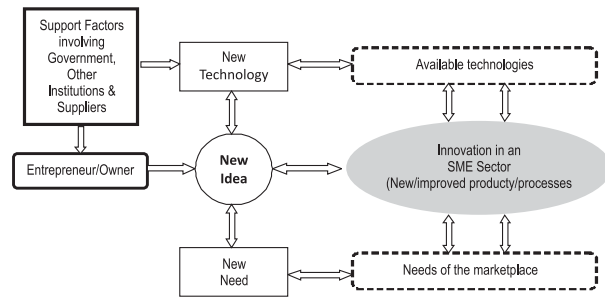 Support Factors
involving
Government,
Other
Institutions &
Suppliers
New
Technology
Available technologies
Entrepreneur/Owner
New
Idea
Innovation in an
SME Sector
(New/improved producty/processes
New
Need
Needs of the marketplace